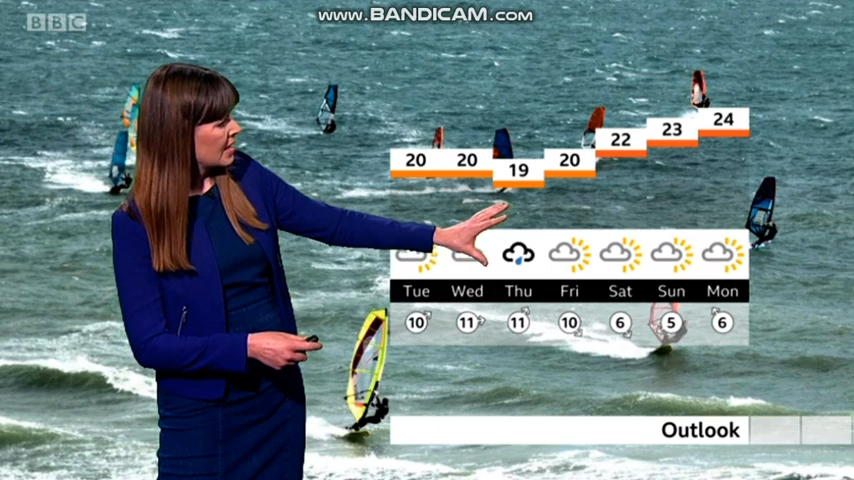 www.BANDICAM.com
BBC
20 20 19 20 22 23 24
Tue Wed Thu Fri Sat Sun Mon
10 11 11 10 6 5 6
Outlook